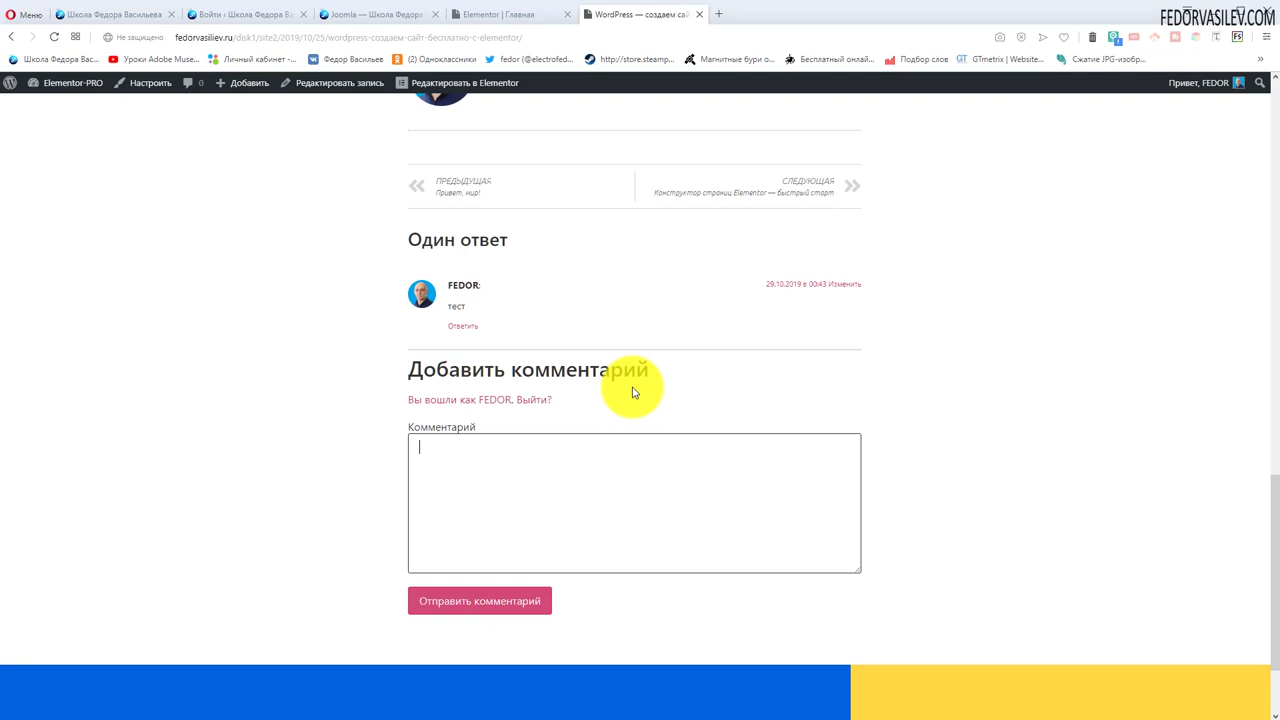 FEDORVASILEV.COM
Меню
Школа Федора Васильева
Войти ‹ Школа Федора Ва
Joomla — Школа Федора
Elementor | Главная
WordPress — создаем сай
Не защищено
fedorvasiliev.ru/disk1/site2/2019/10/25/wordpress-создаем-сайт-бесплатно-с-elementor/
Школа Федора Вас...
Уроки Adobe Muse...
Личный кабинет -...
Федор Васильев
(2) Одноклассники
fedor (@electrofed...
http://store.steamp...
Магнитные бури о...
Бесплатный онлай...
Подбор слов
GTmetrix | Website...
Сжатие JPG-изобр...
Elementor-PRO
Настроить
0
Добавить
Редактировать запись
Редактировать в Elementor
Привет, FEDOR
ПРЕДЫДУЩАЯ
Привет, мир!
СЛЕДУЮЩАЯ
Конструктор страниц Elementor — быстрый старт
Один ответ
FEDOR:
29.10.2019 в 00:43 Изменить
тест
Ответить
Добавить комментарий
Вы вошли как FEDOR. Выйти?
Комментарий
Отправить комментарий